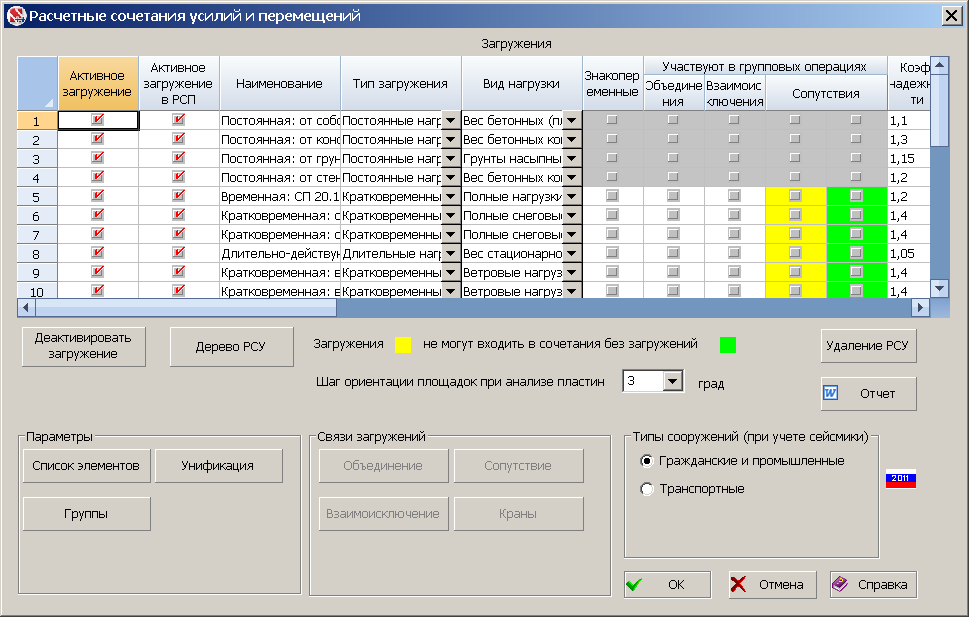 Расчетные сочетания усилий и перемещений
Загружения
Активное загружение
Активное загружение в РСП
Наименование
Тип загружения
Вид нагрузки
Знакопер еменные
Участвуют в групповых операциях
Объедине ния
Взаимоис ключения
Сопутствия
Коэф надежн ти
1 Постоянная: от собо Постоянные нагр Вес бетонных (пл 1,1
2 Постоянная: от конс Постоянные нагр Вес бетонных кон 1,3
3 Постоянная: от грун Постоянные нагр Грунты насыпны 1,15
4 Постоянная: от стен Постоянные нагр Вес бетонных кон 1,2
5 Временная: СП 20.1 Кратковременны Полные нагрузки 1,2
6 Кратковременная: с Кратковременны Полные снеговы 1,4
7 Кратковременная: с Кратковременны Полные снеговы 1,4
8 Длительно-действу Длительные нагр Вес стационарно 1,05
9 Кратковременная: в Кратковременны Ветровые нагруз 1,4
10 Кратковременная: в Кратковременны Ветровые нагруз 1,4
Деактивировать загружение
Дерево РСУ
Загружения не могут входить в сочетания без загружений
Удаление РСУ
Шаг ориентации площадок при анализе пластин 3 град
Отчет
Параметры
Список элементов
Унификация
Группы
Связи загружений
Объединение
Сопутствие
Взаимоисключение
Краны
Типы сооружений (при учете сейсмики)
Гражданские и промышленные
Транспортные
2011
OK
Отмена
Справка